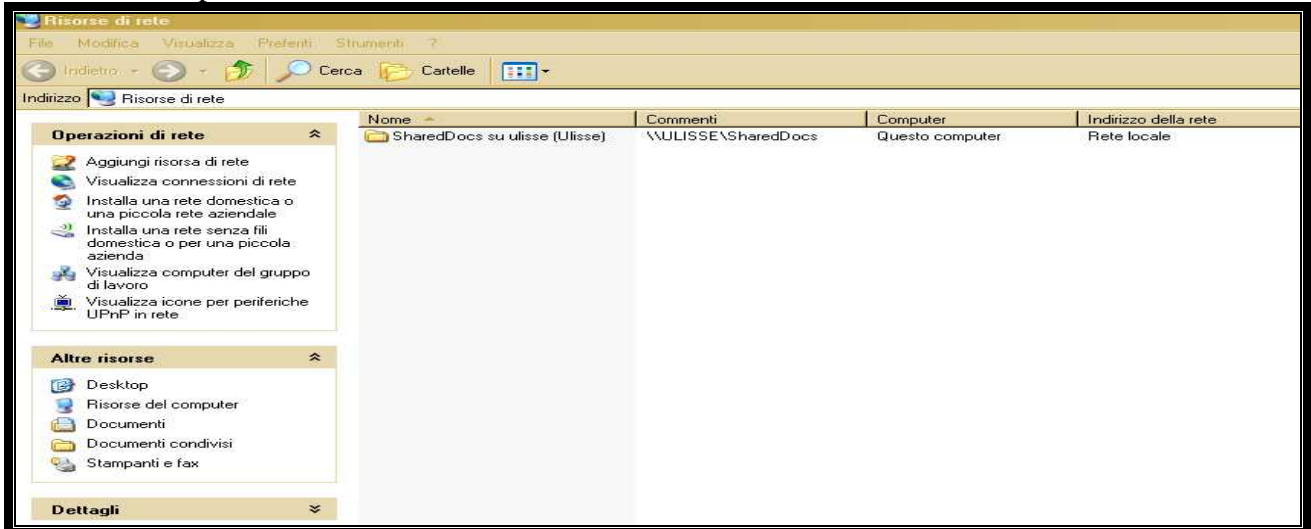 Risorse di rete
File Modifica Visualizza Preferiti Strumenti ?
Indietro Cerca Cartelle
Indirizzo Risorse di rete
Nome Commenti Computer Indirizzo della rete
SharedDocs su ulisse (Ulisse) \\ULISSE\SharedDocs Questo computer Rete locale
Operazioni di rete
Aggiungi risorsa di rete
Visualizza connessioni di rete
Installa una rete domestica o
una piccola rete aziendale
Installa una rete senza fili
domestica o per una piccola
azienda
Visualizza computer del gruppo
di lavoro
Visualizza icone per periferiche
UPnP in rete
Altre risorse
Desktop
Risorse del computer
Documenti
Documenti condivisi
Stampanti e fax
Dettagli